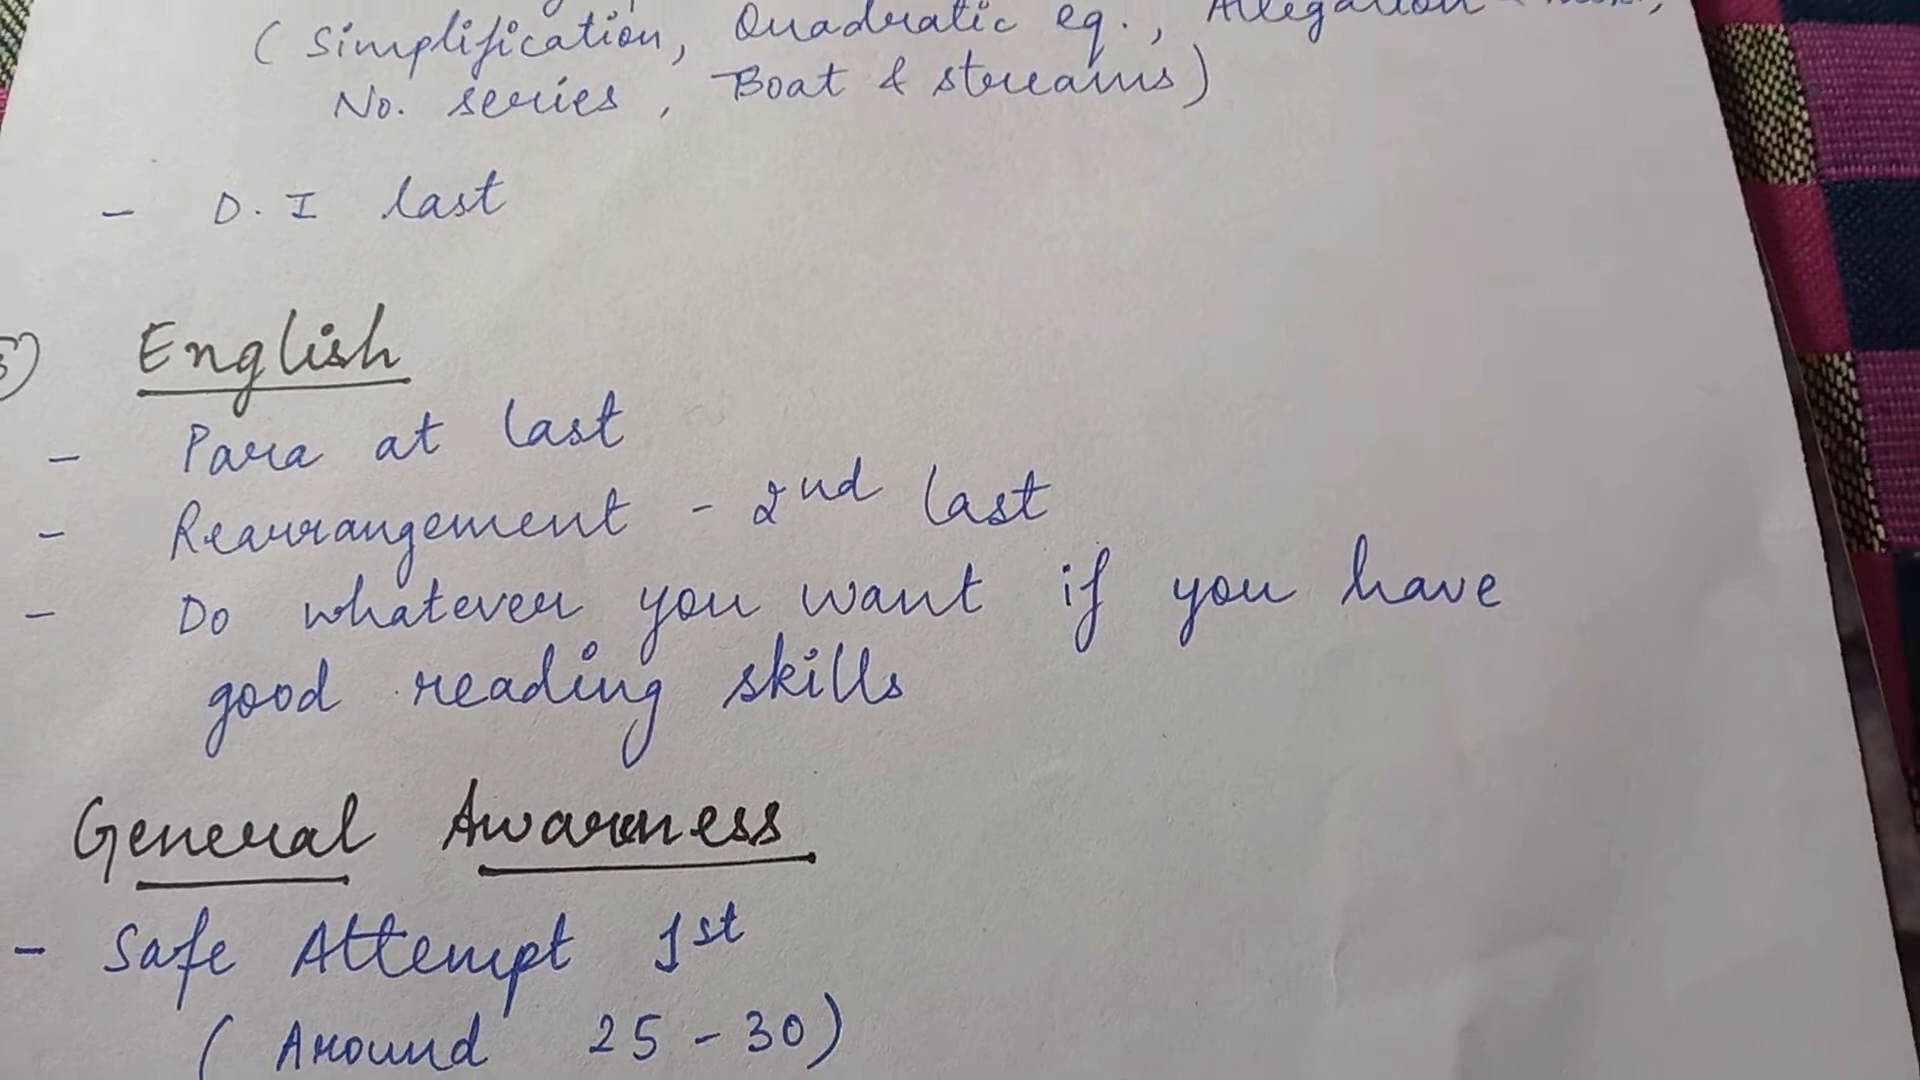 (Simplification, Quadratic eq., Allegation
No. series, Boat & streams)
- D.I last
English
- Para at last
- Rearrangement - 2nd last
- Do whatever you want if you have
good reading skills
General Awareness
- Safe Attempt 1st
(Around 25-30)